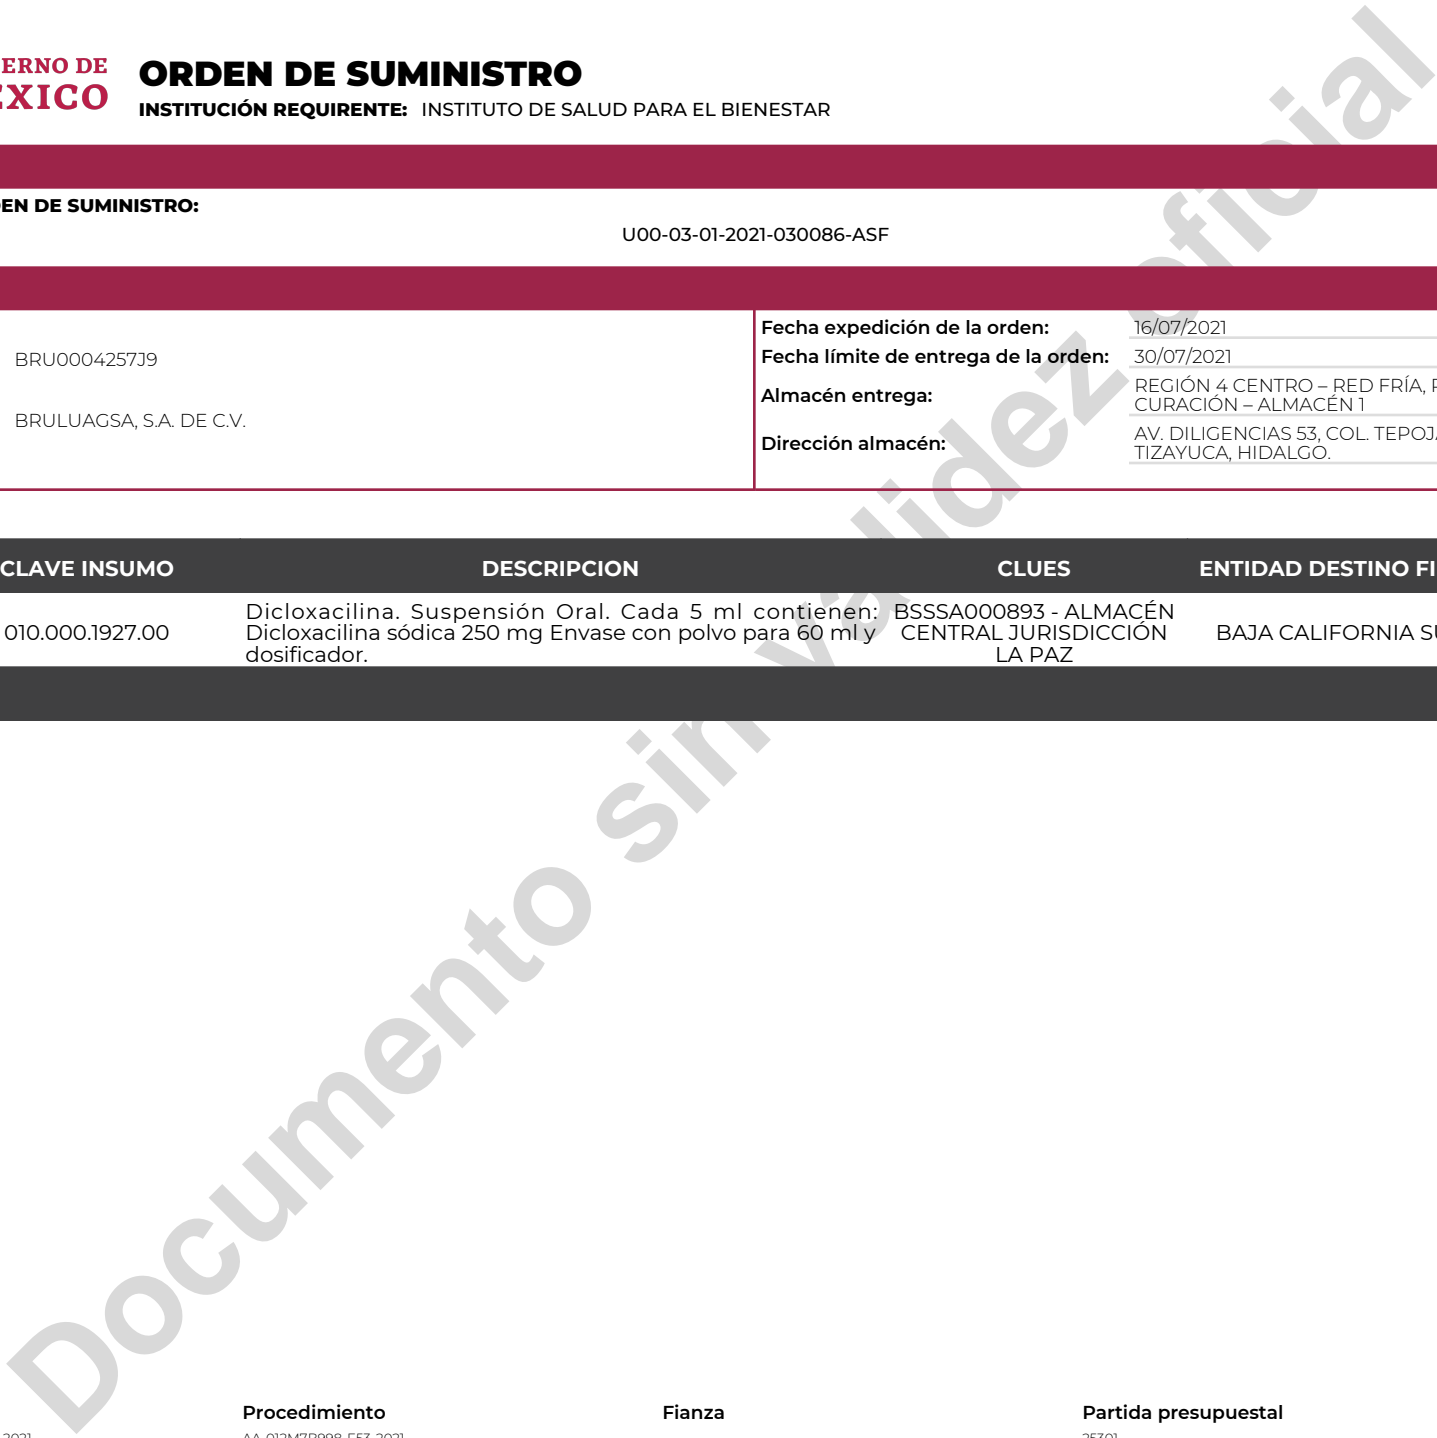 ERNO DE
EXICO
ORDEN DE SUMINISTRO
INSTITUCIÓN REQUIRENTE: INSTITUTO DE SALUD PARA EL BIENESTAR
EN DE SUMINISTRO:
U00-03-01-2021-030086-ASF
BRU0004257J9
BRULUAGSA, S.A. DE C.V.
Fecha expedición de la orden: 16/07/2021
Fecha límite de entrega de la orden: 30/07/2021
Almacén entrega: REGIÓN 4 CENTRO – RED FRÍA,
CURACIÓN – ALMACÉN 1
Dirección almacén: AV. DILIGENCIAS 53, COL. TEPOJ
TIZAYUCA, HIDALGO.
CLAVE INSUMO DESCRIPCION CLUES ENTIDAD DESTINO FI
010.000.1927.00
Dicloxacilina. Suspensión Oral. Cada 5 ml contienen:
Dicloxacilina sódica 250 mg Envase con polvo para 60 ml y
dosificador.
BSSSA000893 - ALMACÉN
CENTRAL JURISDICCIÓN
LA PAZ
BAJA CALIFORNIA S
Documento sin validez oficial
Procedimiento Fianza Partida presupuestal